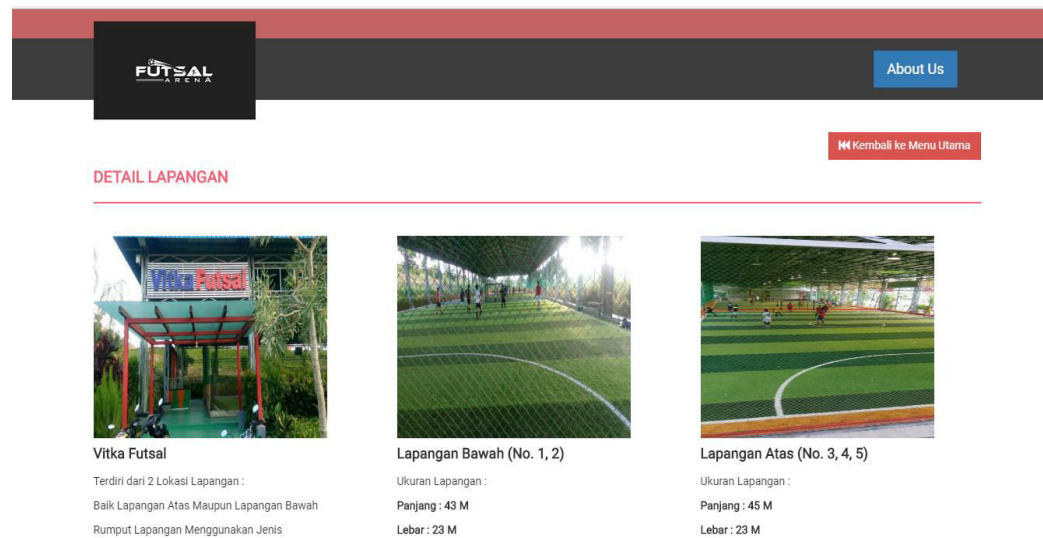 FUTSAL
ARENA
About Us
Kembali ke Menu Utama
DETAIL LAPANGAN
Vitka Futsal
Vitka Futsal
Terdiri dari 2 Lokasi Lapangan :
Baik Lapangan Atas Maupun Lapangan Bawah
Rumput Lapangan Menggunakan Jenis
Lapangan Bawah (No. 1, 2)
Ukuran Lapangan :
Panjang : 43 M
Lebar : 23 M
Lapangan Atas (No. 3, 4, 5)
Ukuran Lapangan :
Panjang : 45 M
Lebar : 23 M